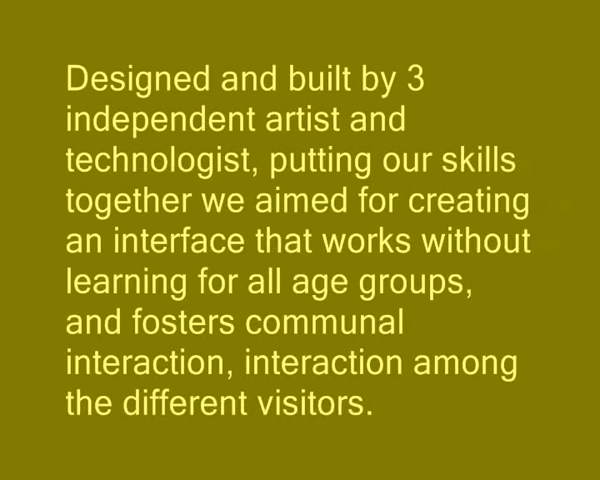 Designed and built by 3
independent artist and
technologist, putting our skills
together we aimed for creating
an interface that works without
learning for all age groups,
and fosters communal
interaction, interaction among
the different visitors.